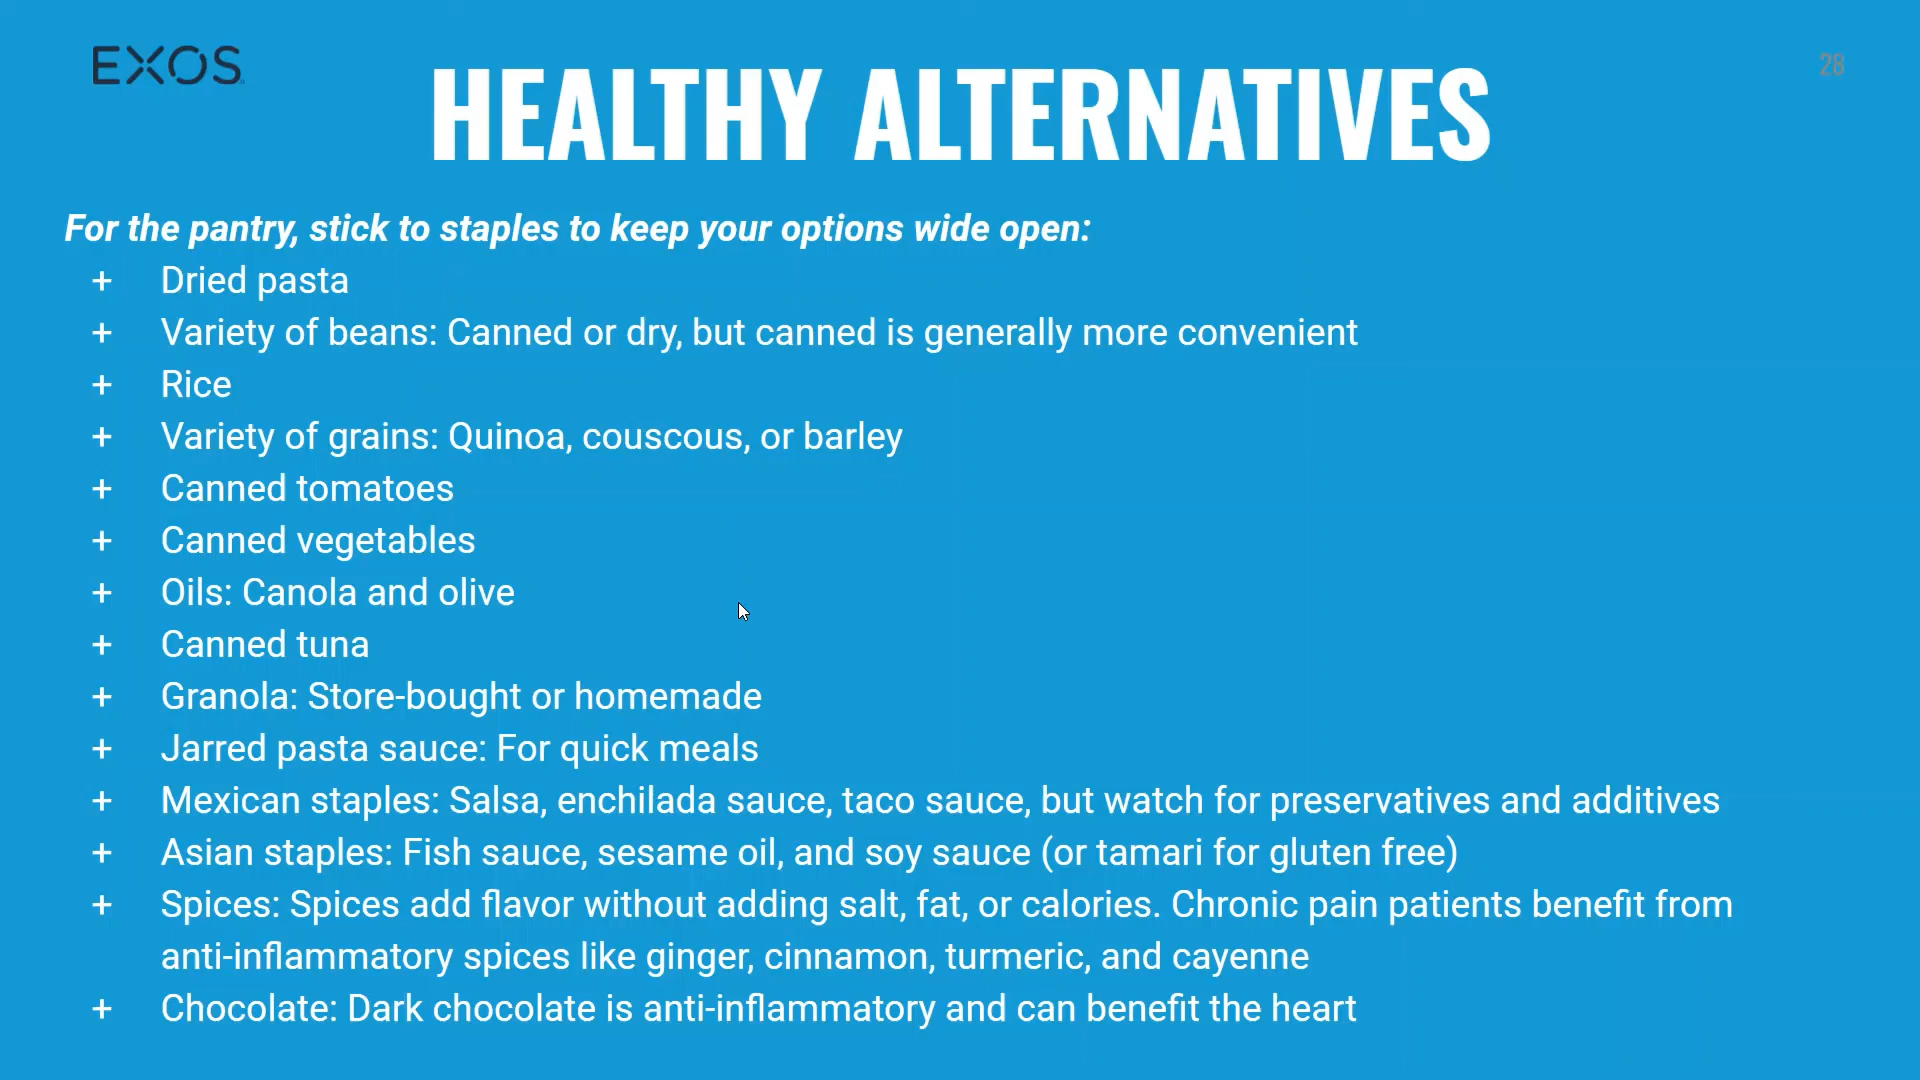 EXOS
28
HEALTHY ALTERNATIVES
For the pantry, stick to staples to keep your options wide open:
+ Dried pasta
+ Variety of beans: Canned or dry, but canned is generally more convenient
+ Rice
+ Variety of grains: Quinoa, couscous, or barley
+ Canned tomatoes
+ Canned vegetables
+ Oils: Canola and olive
+ Canned tuna
+ Granola: Store-bought or homemade
+ Jarred pasta sauce: For quick meals
+ Mexican staples: Salsa, enchilada sauce, taco sauce, but watch for preservatives and additives
+ Asian staples: Fish sauce, sesame oil, and soy sauce (or tamari for gluten free)
+ Spices: Spices add flavor without adding salt, fat, or calories. Chronic pain patients benefit from
anti-inflammatory spices like ginger, cinnamon, turmeric, and cayenne
+ Chocolate: Dark chocolate is anti-inflammatory and can benefit the heart